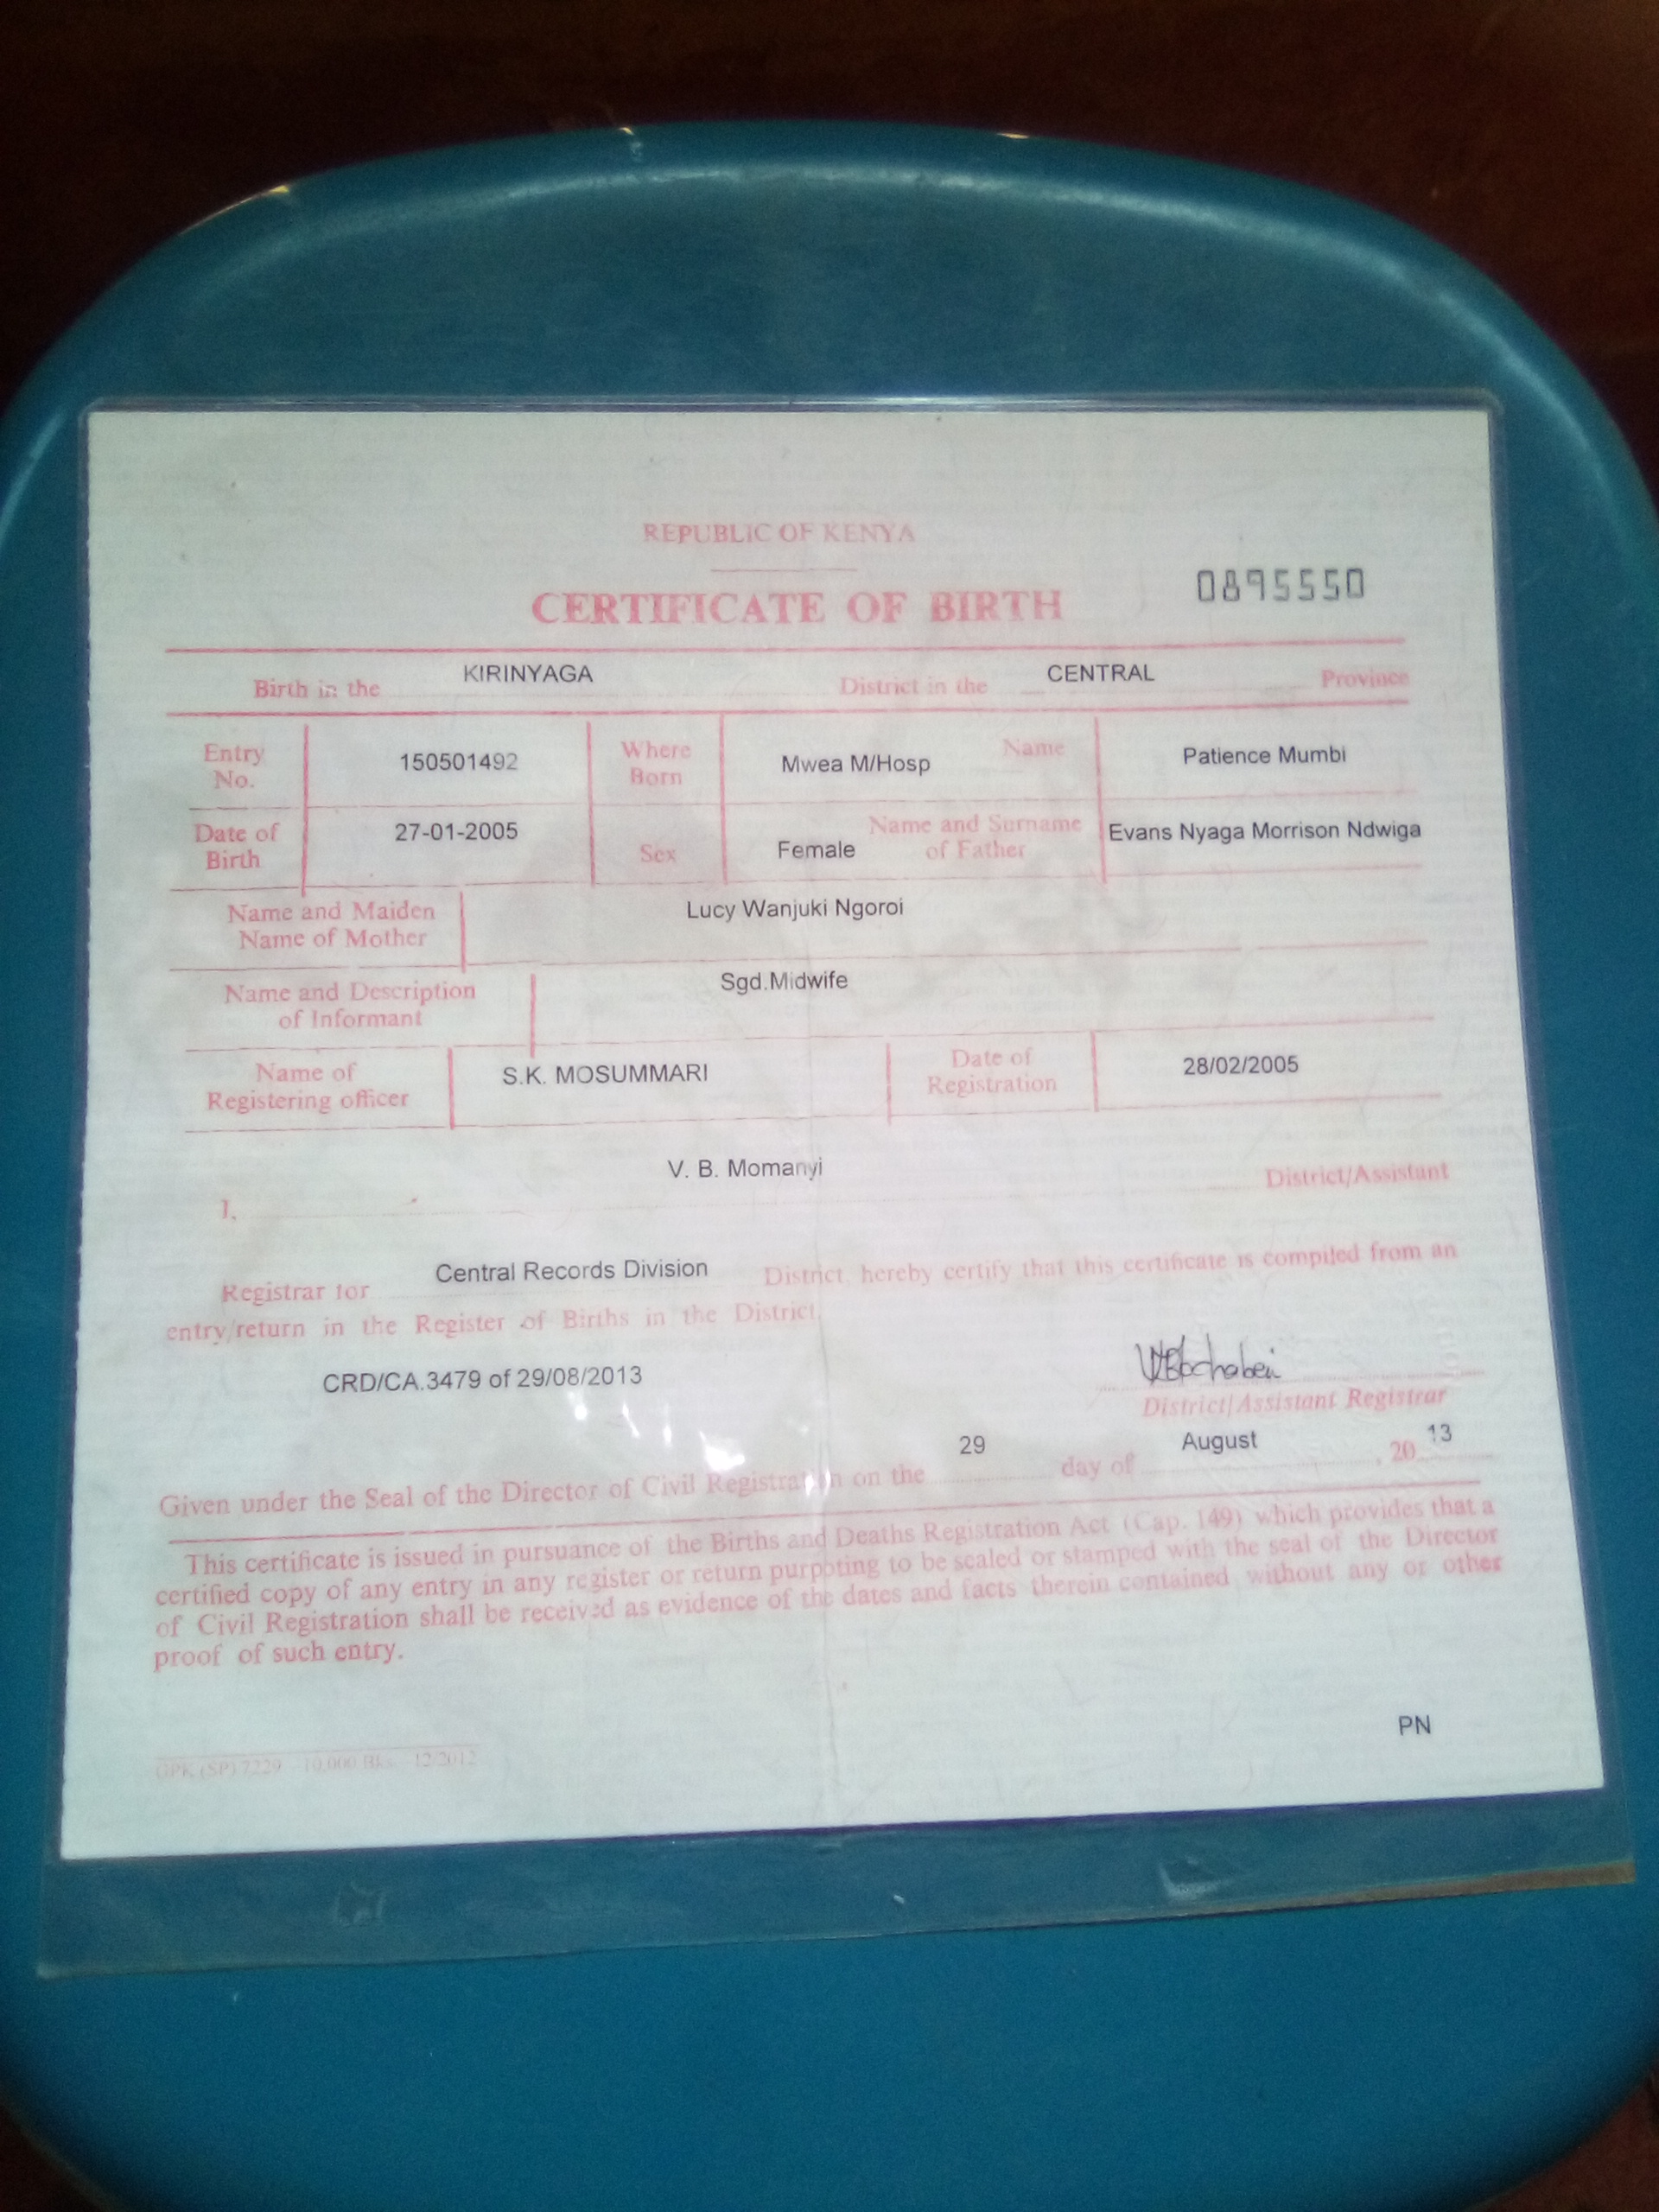 REPUBLIC OF KENYA
CERTIFICATE OF BIRTH
0895550
Birth in the KIRINYAGA District in the CENTRAL Province
Entry No. 150501492 Where Born Mwea M/Hosp Name Patience Mumbi
Date of Birth 27-01-2005 Sex Female Name and Surname of Father Evans Nyaga Morrison Ndwiga
Name and Maiden Name of Mother Lucy Wanjuki Ngoroi
Name and Description of Informant Sgd.Midwife
Name of Registering officer S.K. MOSUMMARI Date of Registration 28/02/2005
I, V. B. Momanyi District/Assistant
Registrar for Central Records Division District, hereby certify that this certificate is compiled from an
entry/return in the Register of Births in the District.
CRD/CA.3479 of 29/08/2013
District/Assistant Registrar
Given under the Seal of the Director of Civil Registration on the 29 day of August, 2013
This certificate is issued in pursuance of the Births and Deaths Registration Act (Cap. 149) which provides that a
certified copy of any entry in any register or return purpoting to be sealed or stamped with the seal of the Director
of Civil Registration shall be received as evidence of the dates and facts therein contained without any or other
proof of such entry.
PN
GPK (SP) 7229 10,000 Bks 12/2012